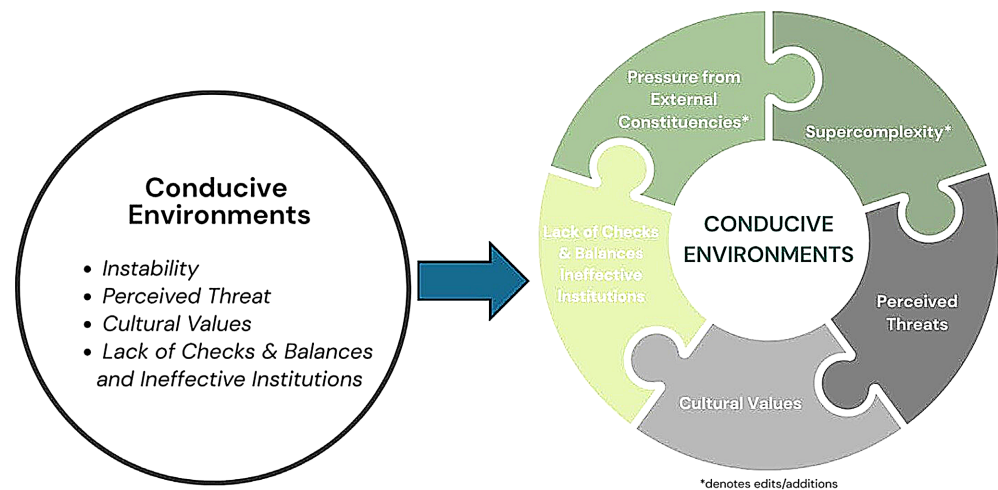 Conducive
Environments
• Instability
• Perceived Threat
• Cultural Values
• Lack of Checks & Balances
and Ineffective Institutions
Pressure from
External
Constituencies*
Supercomplexity*
Lack of Checks
& Balances
Ineffective
Institutions
CONDUCIVE
ENVIRONMENTS
Perceived
Threats
Cultural Values
*denotes edits/additions